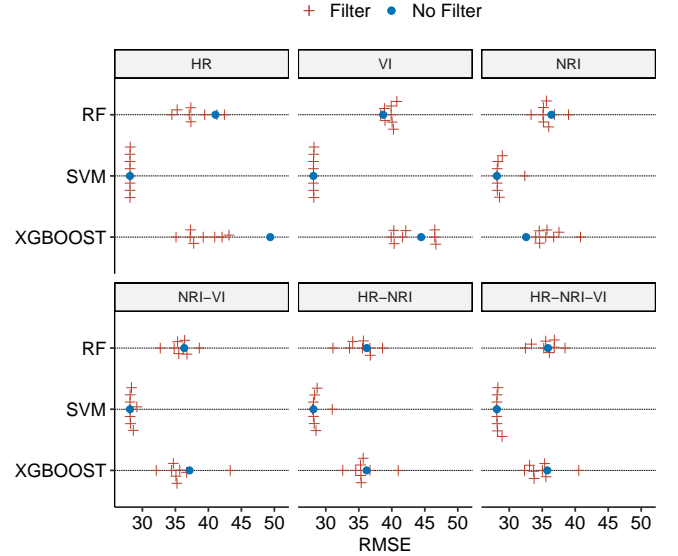 Filter No Filter
HR VI NRI
RF
SVM
XGBOOST
NRI−VI HR−NRI HR−NRI−VI
RF
SVM
XGBOOST
30 35 40 45 50 30 35 40 45 50 30 35 40 45 50
RMSE